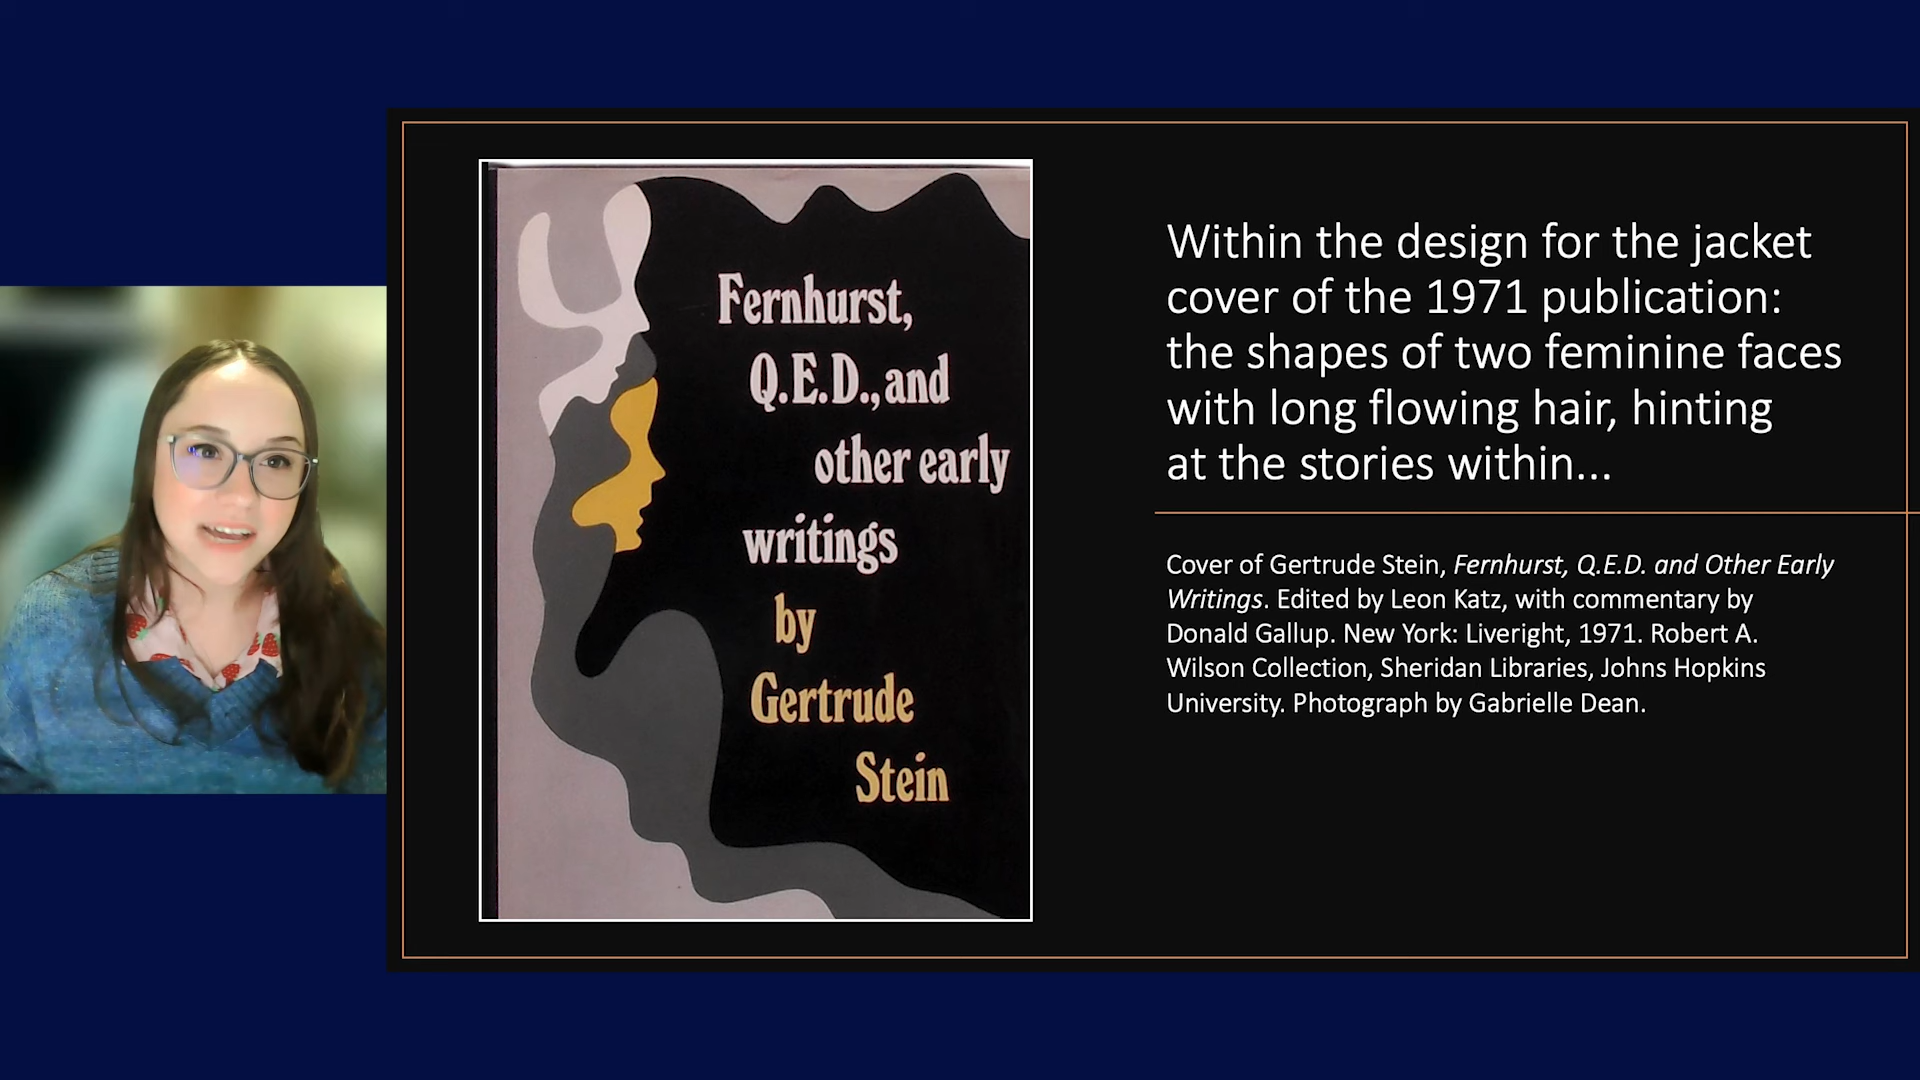 Fernhurst,
Q.E.D., and
other early
writings
by
Gertrude
Stein
Within the design for the jacket
cover of the 1971 publication:
the shapes of two feminine faces
with long flowing hair, hinting
at the stories within...
Cover of Gertrude Stein, Fernhurst, Q.E.D. and Other Early
Writings. Edited by Leon Katz, with commentary by
Donald Gallup. New York: Liveright, 1971. Robert A.
Wilson Collection, Sheridan Libraries, Johns Hopkins
University. Photograph by Gabrielle Dean.